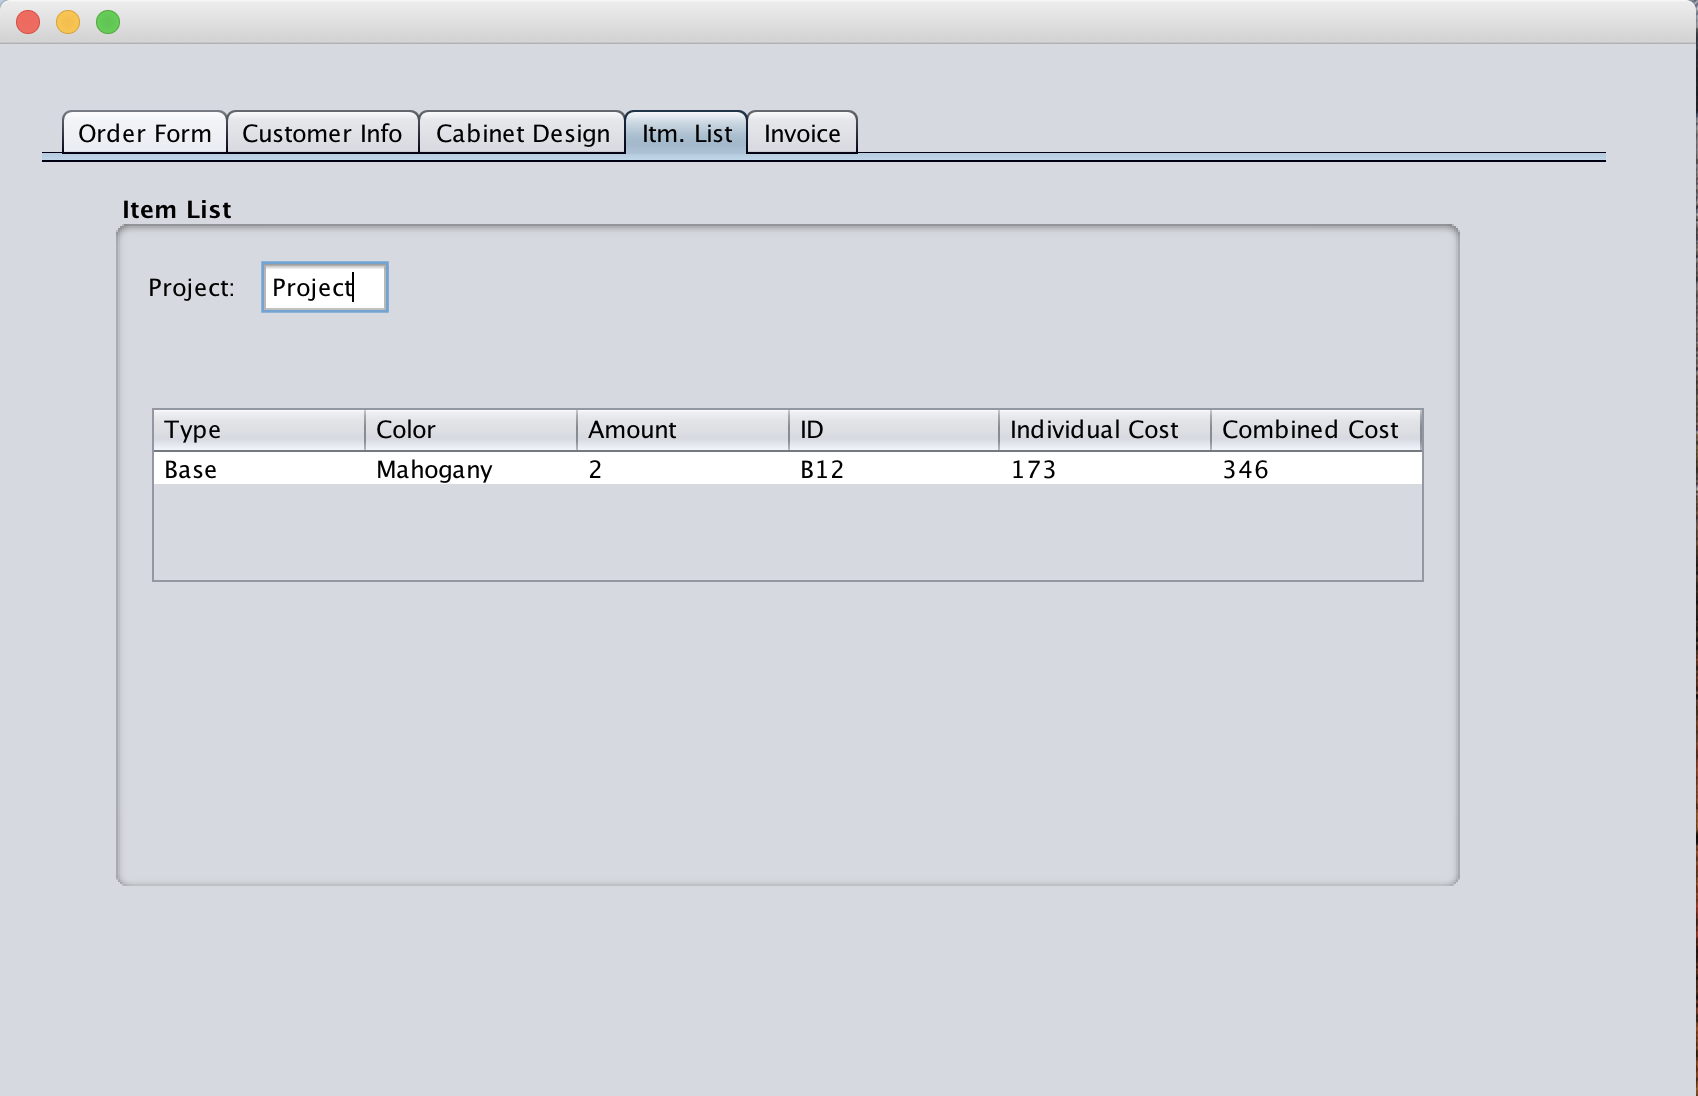 Order Form Customer Info Cabinet Design Itm. List Invoice
Item List
Project: Project
Type Color Amount ID Individual Cost Combined Cost
Base Mahogany 2 B12 173 346